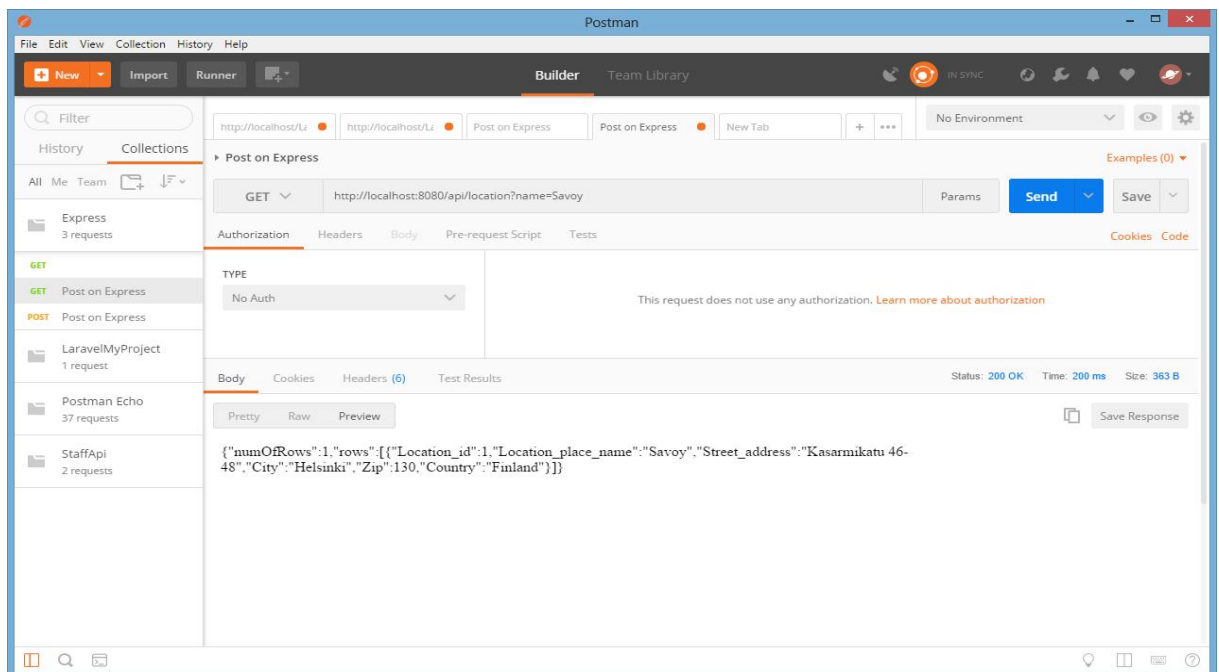 Postman
File Edit View Collection History Help
New Import Runner Builder Team Library IN SYNC
Filter
History Collections
All Me Team
Express
3 requests
GET
GET Post on Express
POST Post on Express
LaravelMyProject
1 request
Postman Echo
37 requests
StaffApi
2 requests
http://localhost/La http://localhost/La Post on Express Post on Express New Tab No Environment
Post on Express Examples (0)
GET http://localhost:8080/api/location?name=Savoy Params Send Save
Authorization Headers Body Pre-request Script Tests Cookies Code
TYPE
No Auth
This request does not use any authorization. Learn more about authorization
Body Cookies Headers (6) Test Results Status: 200 OK Time: 200 ms Size: 363 B
Pretty Raw Preview Save Response
{"numOfRows":1,"rows":[{"Location_id":1,"Location_place_name":"Savoy","Street_address":"Kasarmikatu 46-
48","City":"Helsinki","Zip":130,"Country":"Finland"}]}